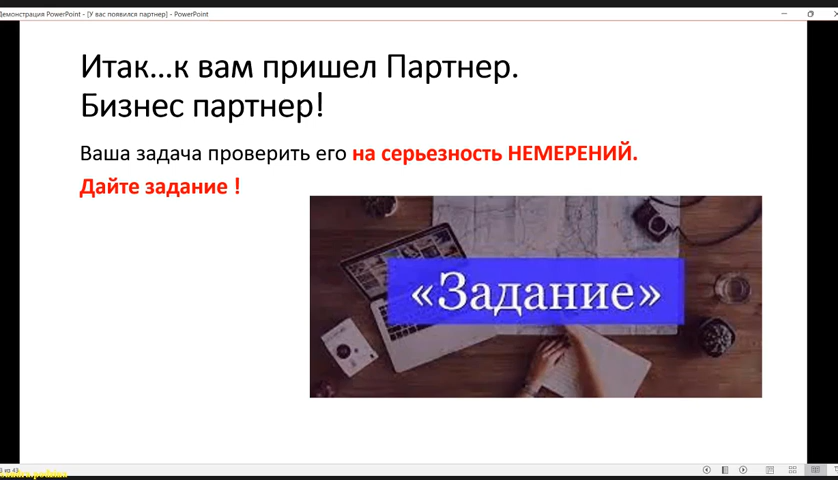 Демонстрация PowerPoint - [У вас появился партнер] - PowerPoint
Итак...к вам пришел Партнер.
Бизнес партнер!
Ваша задача проверить его на серьезность НЕМЕРЕНИЙ.
Дайте задание !
«Задание»
3 из 43